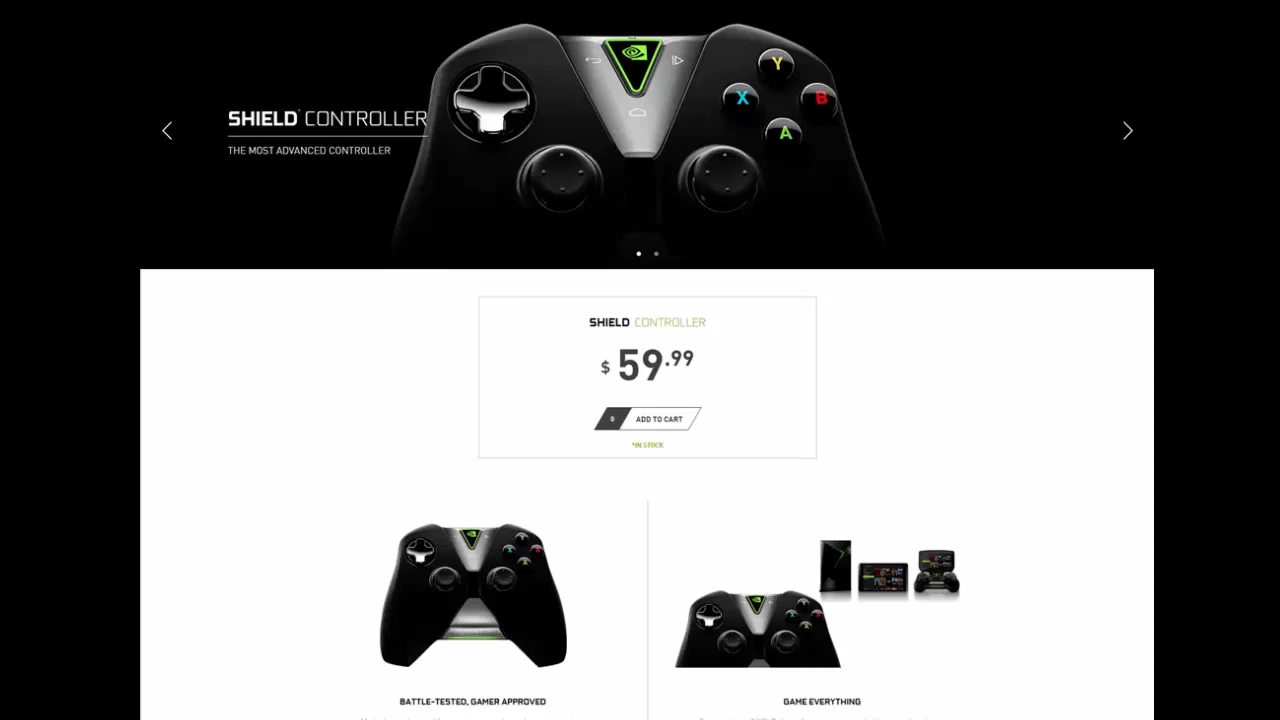 Y
X
B
SHIELD™ CONTROLLER
A
THE MOST ADVANCED CONTROLLER
SHIELD CONTROLLER
$ 59.99
ADD TO CART
*IN STOCK
BATTLE-TESTED, GAMER APPROVED
GAME EVERYTHING